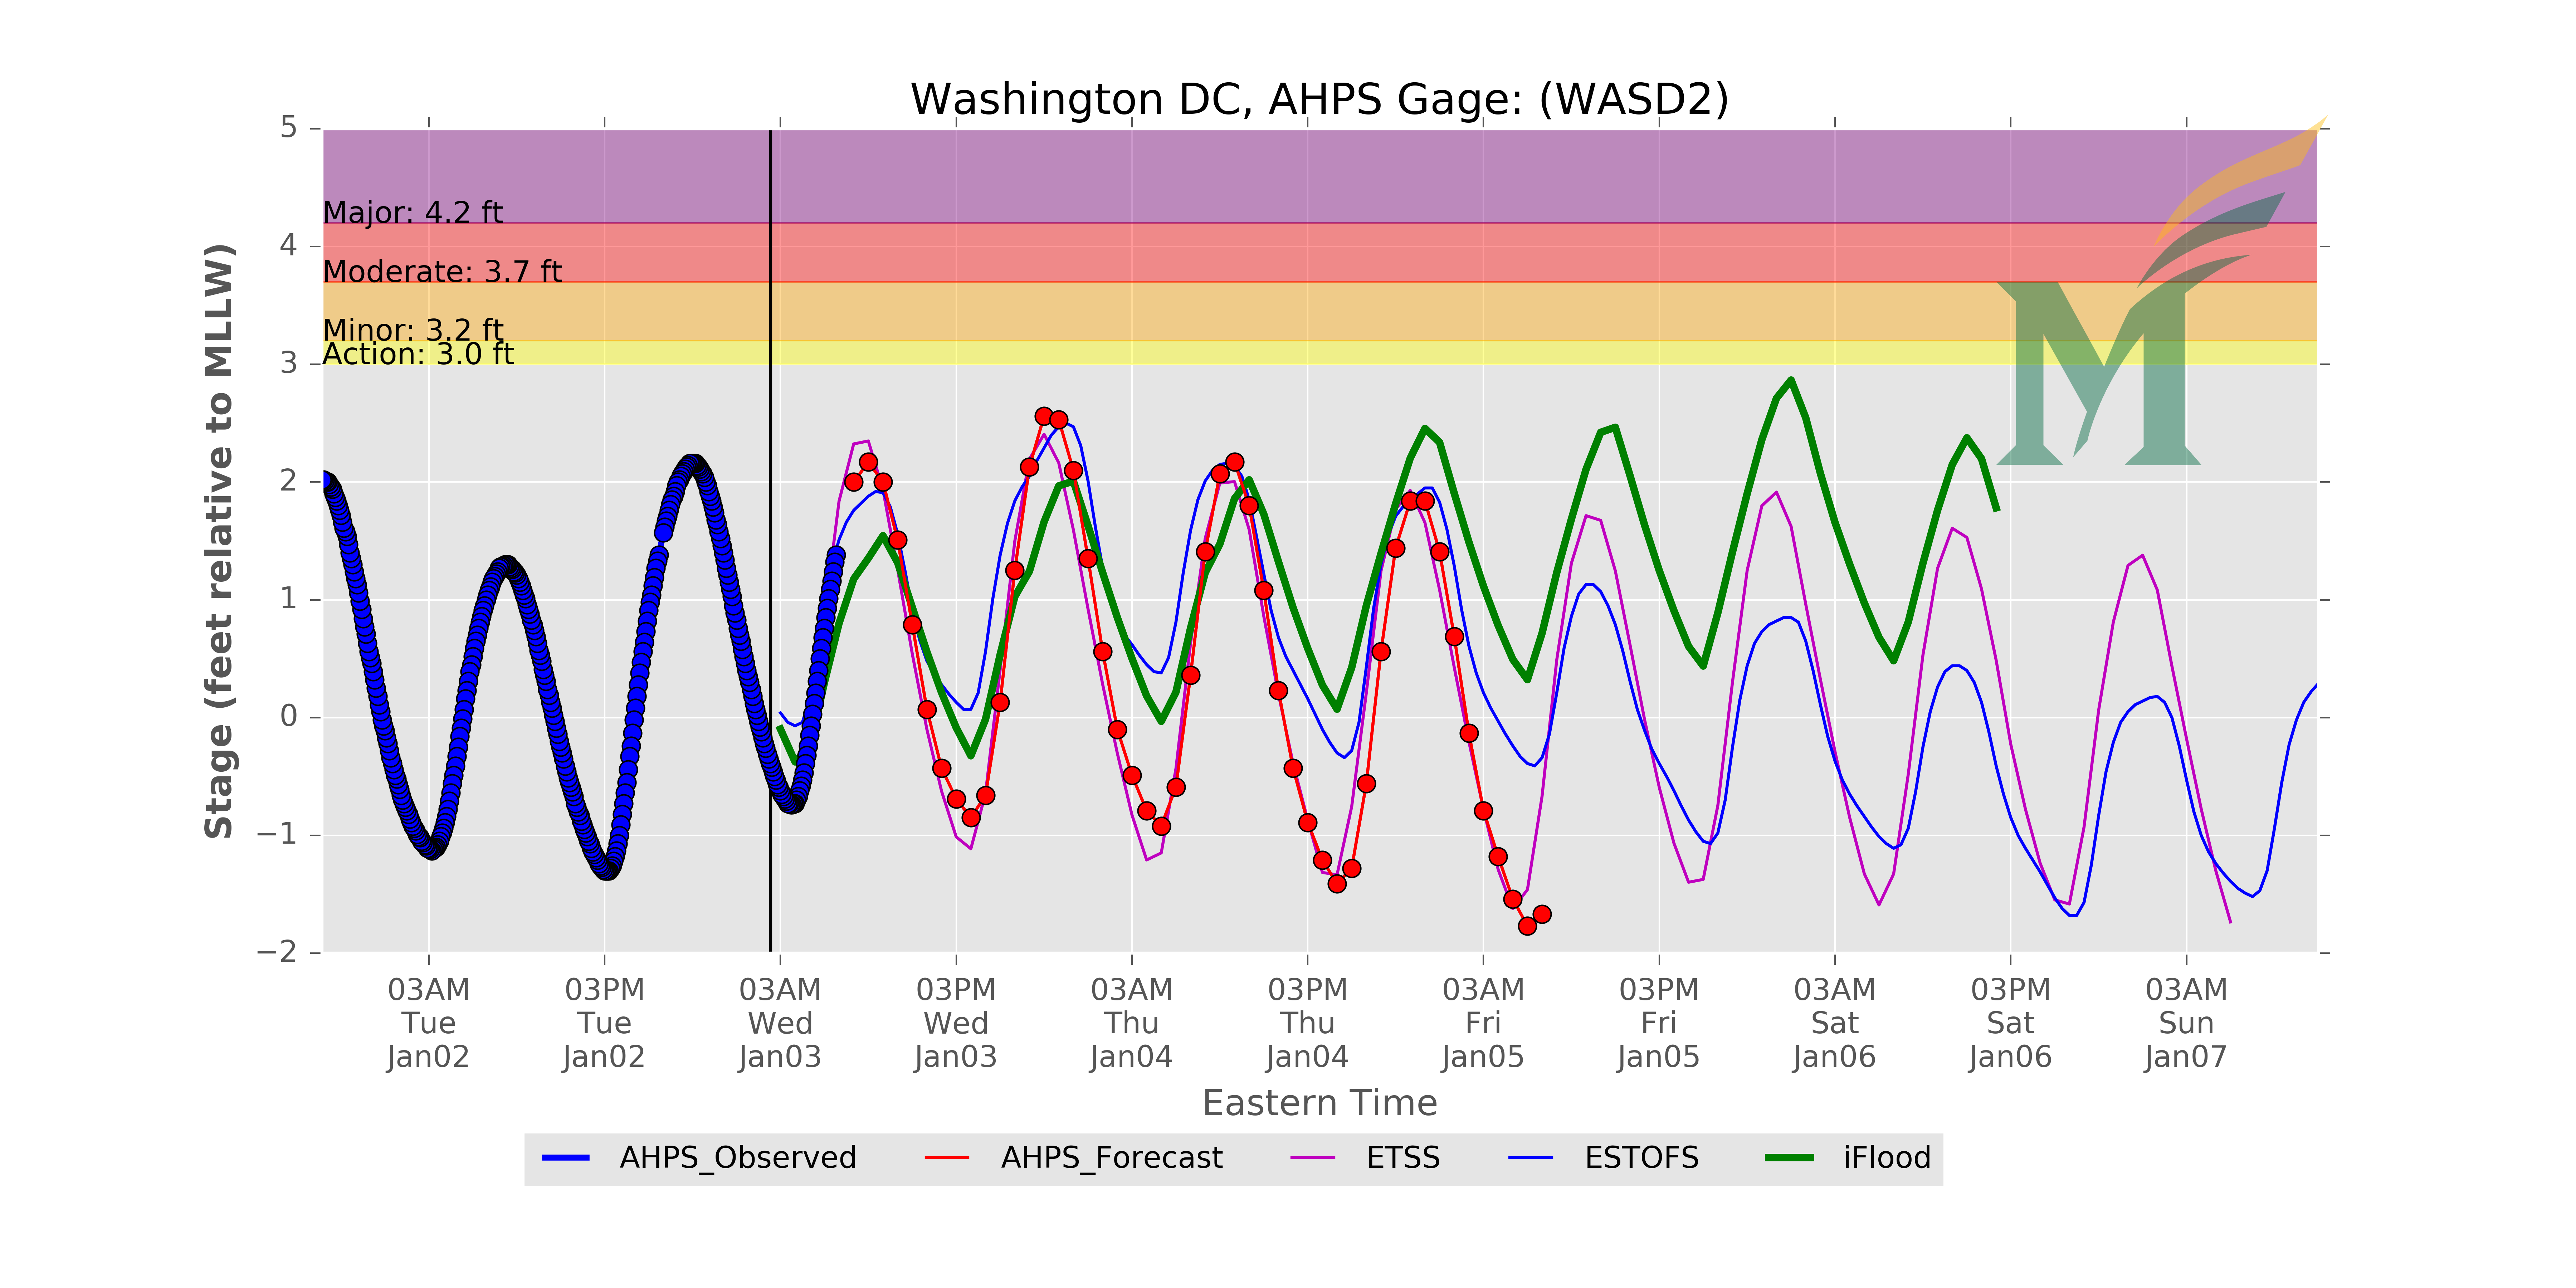 Washington DC, AHPS Gage: (WASD2)
Stage (feet relative to MLLW)
5
4
3
2
1
0
−1
−2
Major: 4.2 ft
Moderate: 3.7 ft
Minor: 3.2 ft
Action: 3.0 ft
M
03AM Tue Jan02
03PM Tue Jan02
03AM Wed Jan03
03PM Wed Jan03
03AM Thu Jan04
03PM Thu Jan04
03AM Fri Jan05
03PM Fri Jan05
03AM Sat Jan06
03PM Sat Jan06
03AM Sun Jan07
Eastern Time
AHPS_Observed
AHPS_Forecast
ETSS
ESTOFS
iFlood